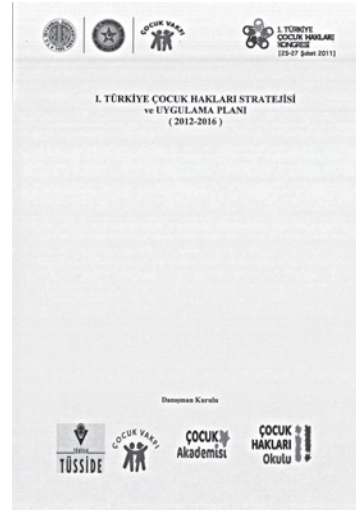 ÇOCUK VAKFI
I. TÜRKİYE
ÇOCUK HAKLARI
KONGRESİ
[25-27 Şubat 2011]
I. TÜRKİYE ÇOCUK HAKLARI STRATEJİSİ
ve UYGULAMA PLANI
( 2012-2016 )
Danışman Kurulu
TÜSSİDE
ÇOCUK VAKFI
ÇOCUK
Akademisi
ÇOCUK
HAKLARI
Okulu